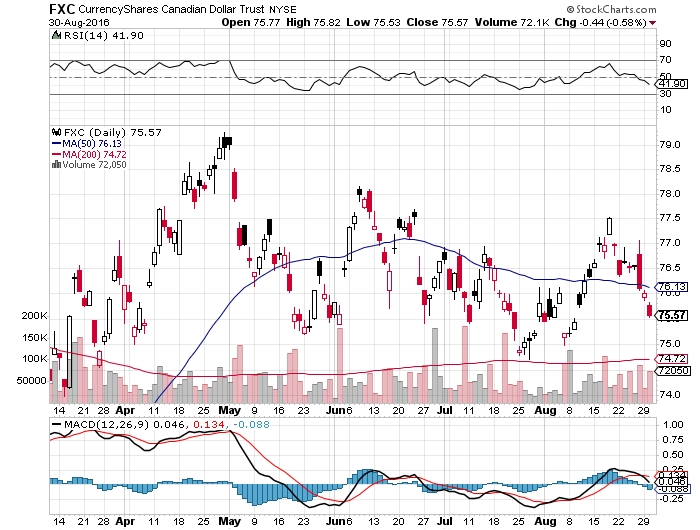 FXC CurrencyShares Canadian Dollar Trust NYSE © StockCharts.com
30-Aug-2016 Open 75.77 High 75.82 Low 75.53 Close 75.57 Volume 72.1K Chg -0.44 (-0.58%)
RSI(14) 41.90
90
70
50
41.90
30
10
FXC (Daily) 75.57
MA(50) 76.13
MA(200) 74.72
Volume 72,050
79.0
78.5
78.0
77.5
77.0
76.5
76.13
76.0
200K 75.57
150K 75.0
74.72
100K
72050
50000
74.0
14 21 28 Apr 11 18 25 May 9 16 23 Jun 6 13 20 27 Jul 11 18 25 Aug 8 15 22 29
MACD(12,26,9) 0.046, 0.134, -0.088
1.00
0.75
0.50
0.25
0.134
0.046
-0.088
-0.25
14 21 28 Apr 11 18 25 May 9 16 23 Jun 6 13 20 27 Jul 11 18 25 Aug 8 15 22 29